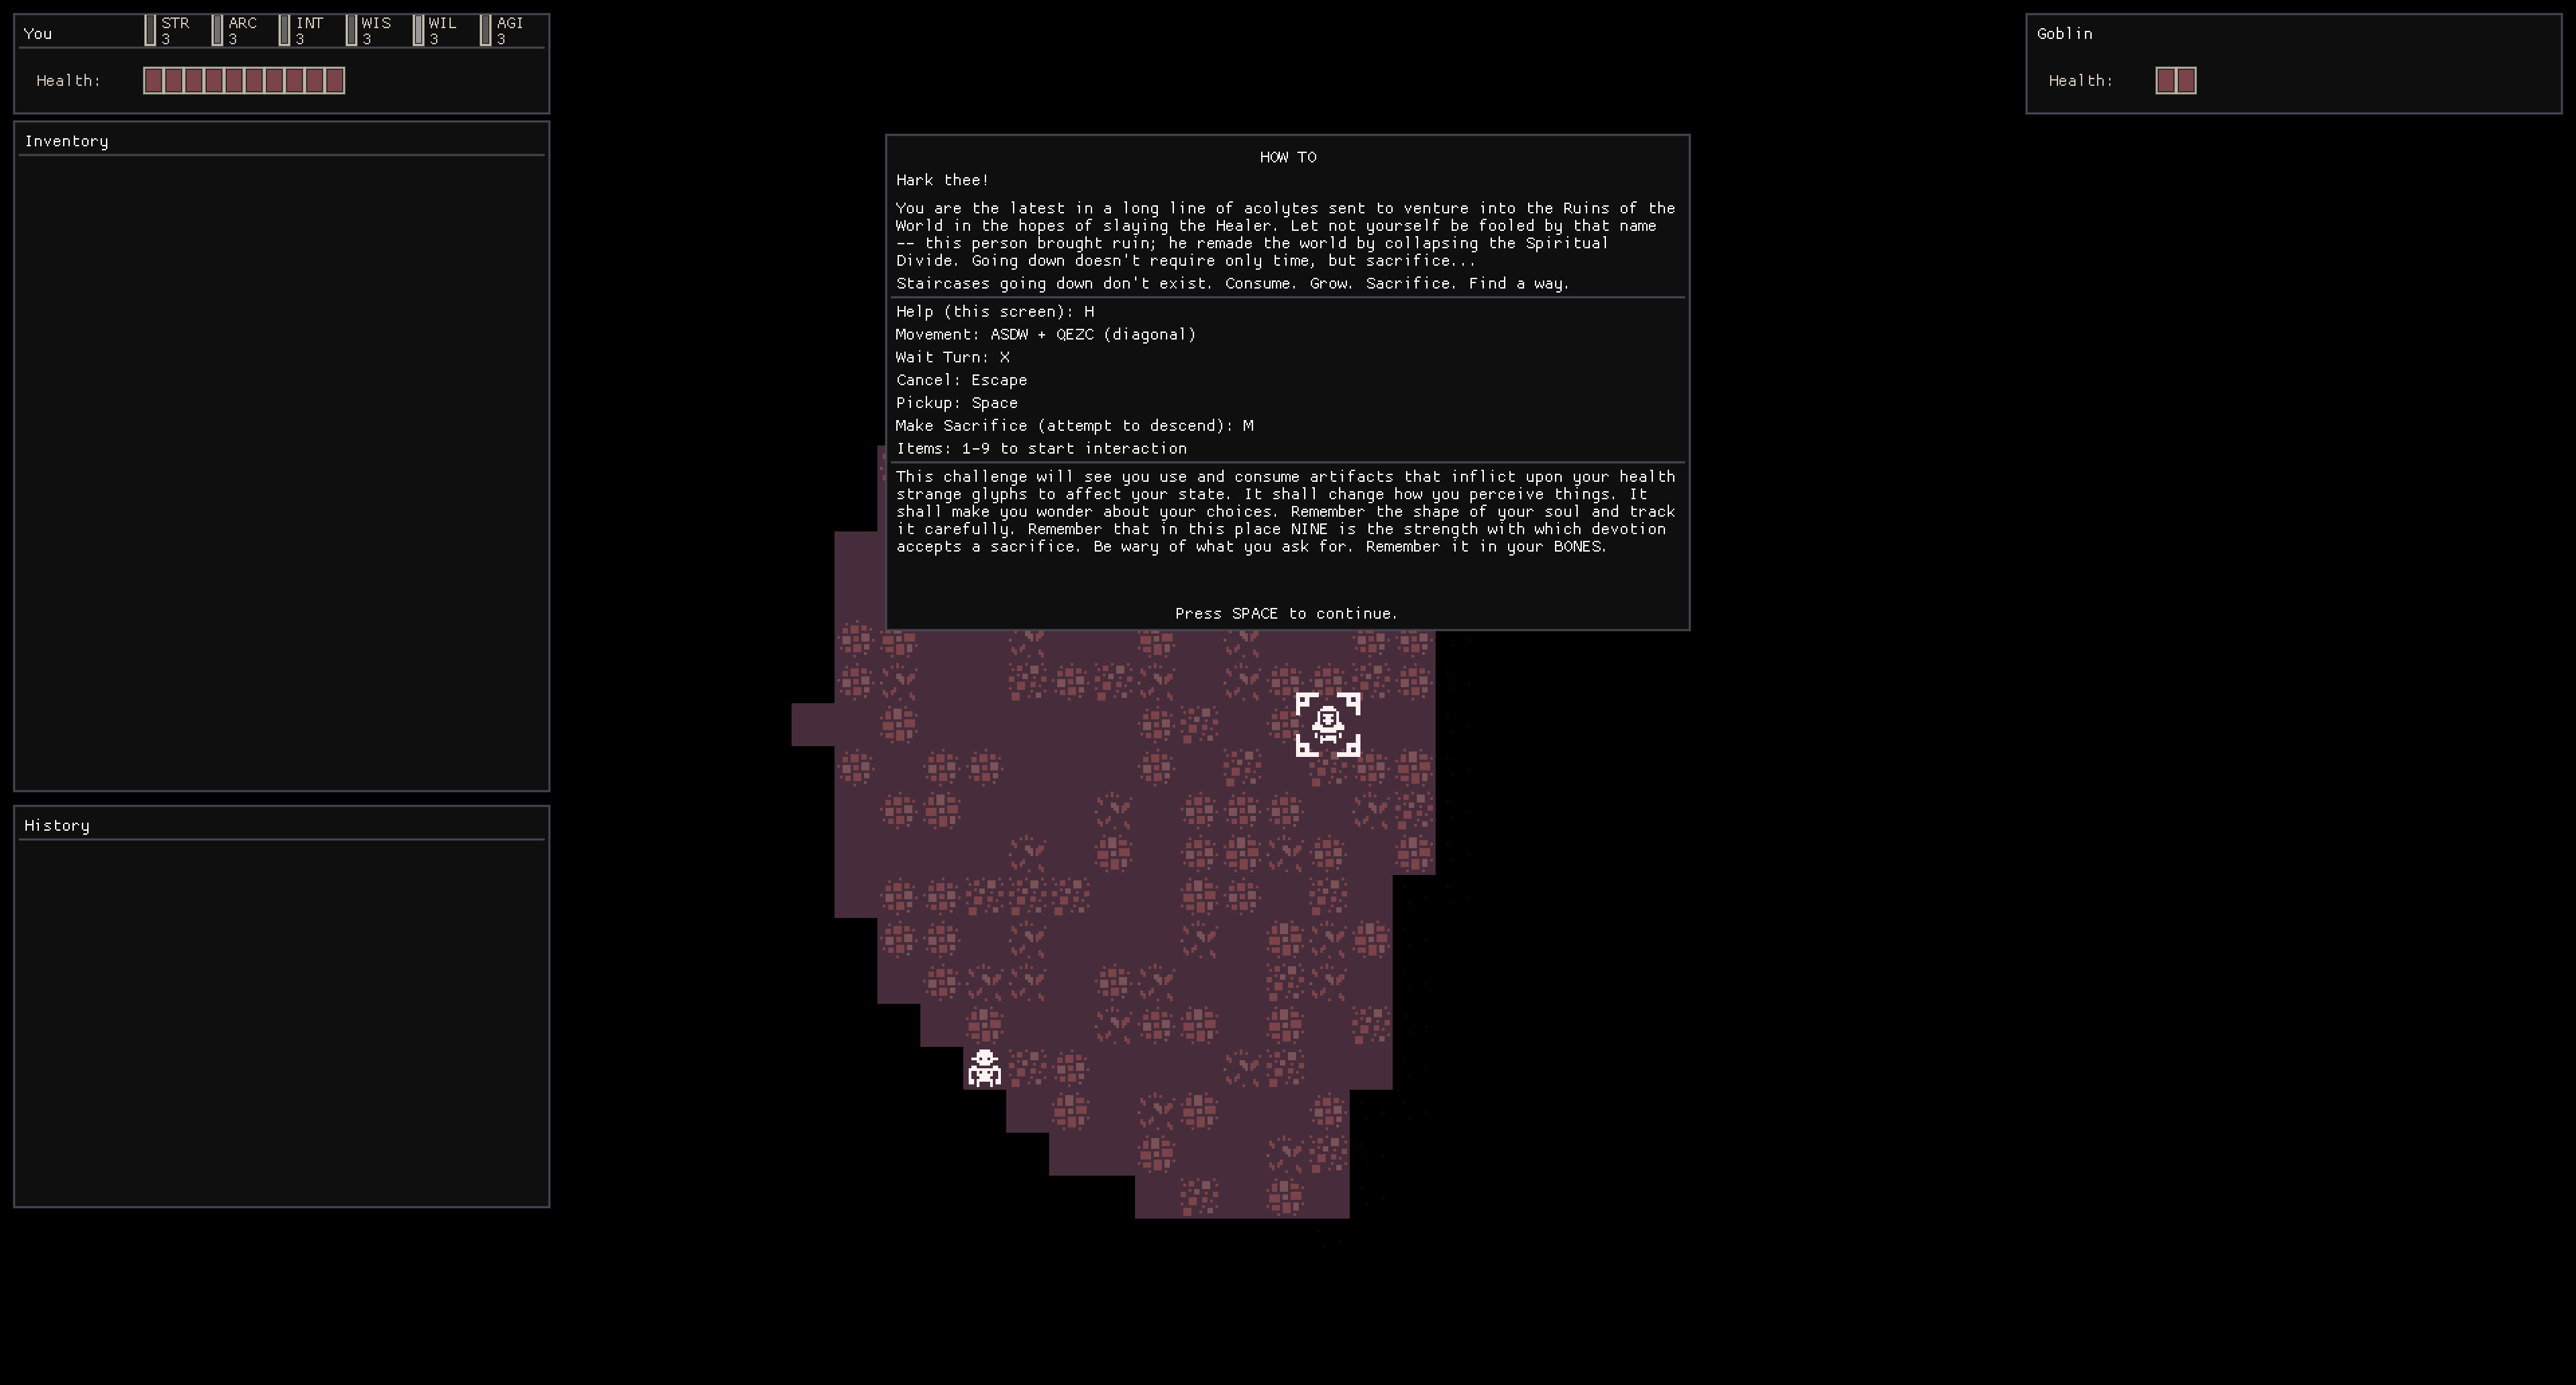 You
STR ARC INT WIS WIL AGI
3 3 3 3 3 3
Health:
Goblin
Health:
Inventory
HOW TO
Hark thee!
You are the latest in a long line of acolytes sent to venture into the Ruins of the
World in the hopes of slaying the Healer. Let not yourself be fooled by that name
-- this person brought ruin; he remade the world by collapsing the Spiritual
Divide. Going down doesn't require only time, but sacrifice...
Staircases going down don't exist. Consume. Grow. Sacrifice. Find a way.
Help (this screen): H
Movement: ASDW + QEZC (diagonal)
Wait Turn: X
Cancel: Escape
Pickup: Space
Make Sacrifice (attempt to descend): M
Items: 1-9 to start interaction
This challenge will see you use and consume artifacts that inflict upon your health
strange glyphs to affect your state. It shall change how you perceive things. It
shall make you wonder about your choices. Remember the shape of your soul and track
it carefully. Remember that in this place NINE is the strength with which devotion
accepts a sacrifice. Be wary of what you ask for. Remember it in your BONES.
Press SPACE to continue.
History